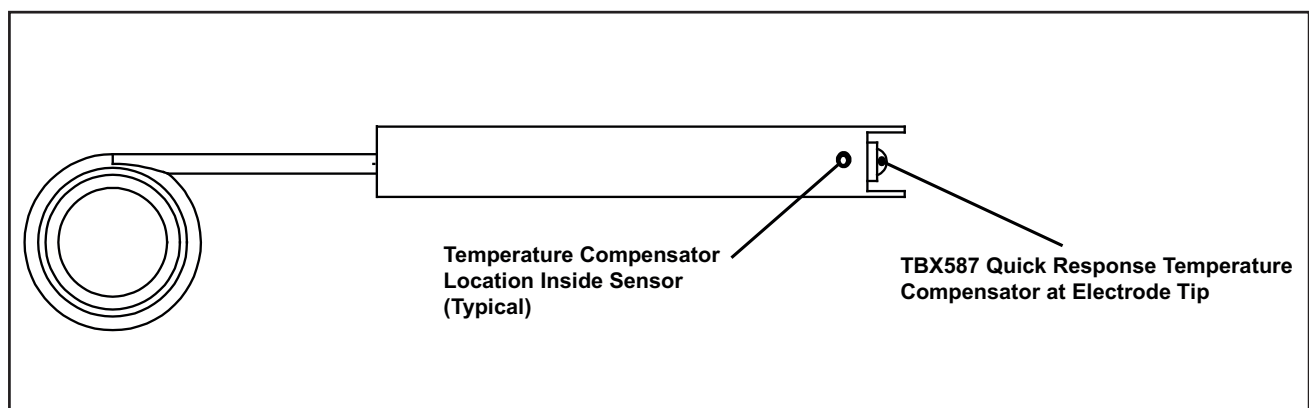 Temperature Compensator
Location Inside Sensor
(Typical)
TBX587 Quick Response Temperature
Compensator at Electrode Tip